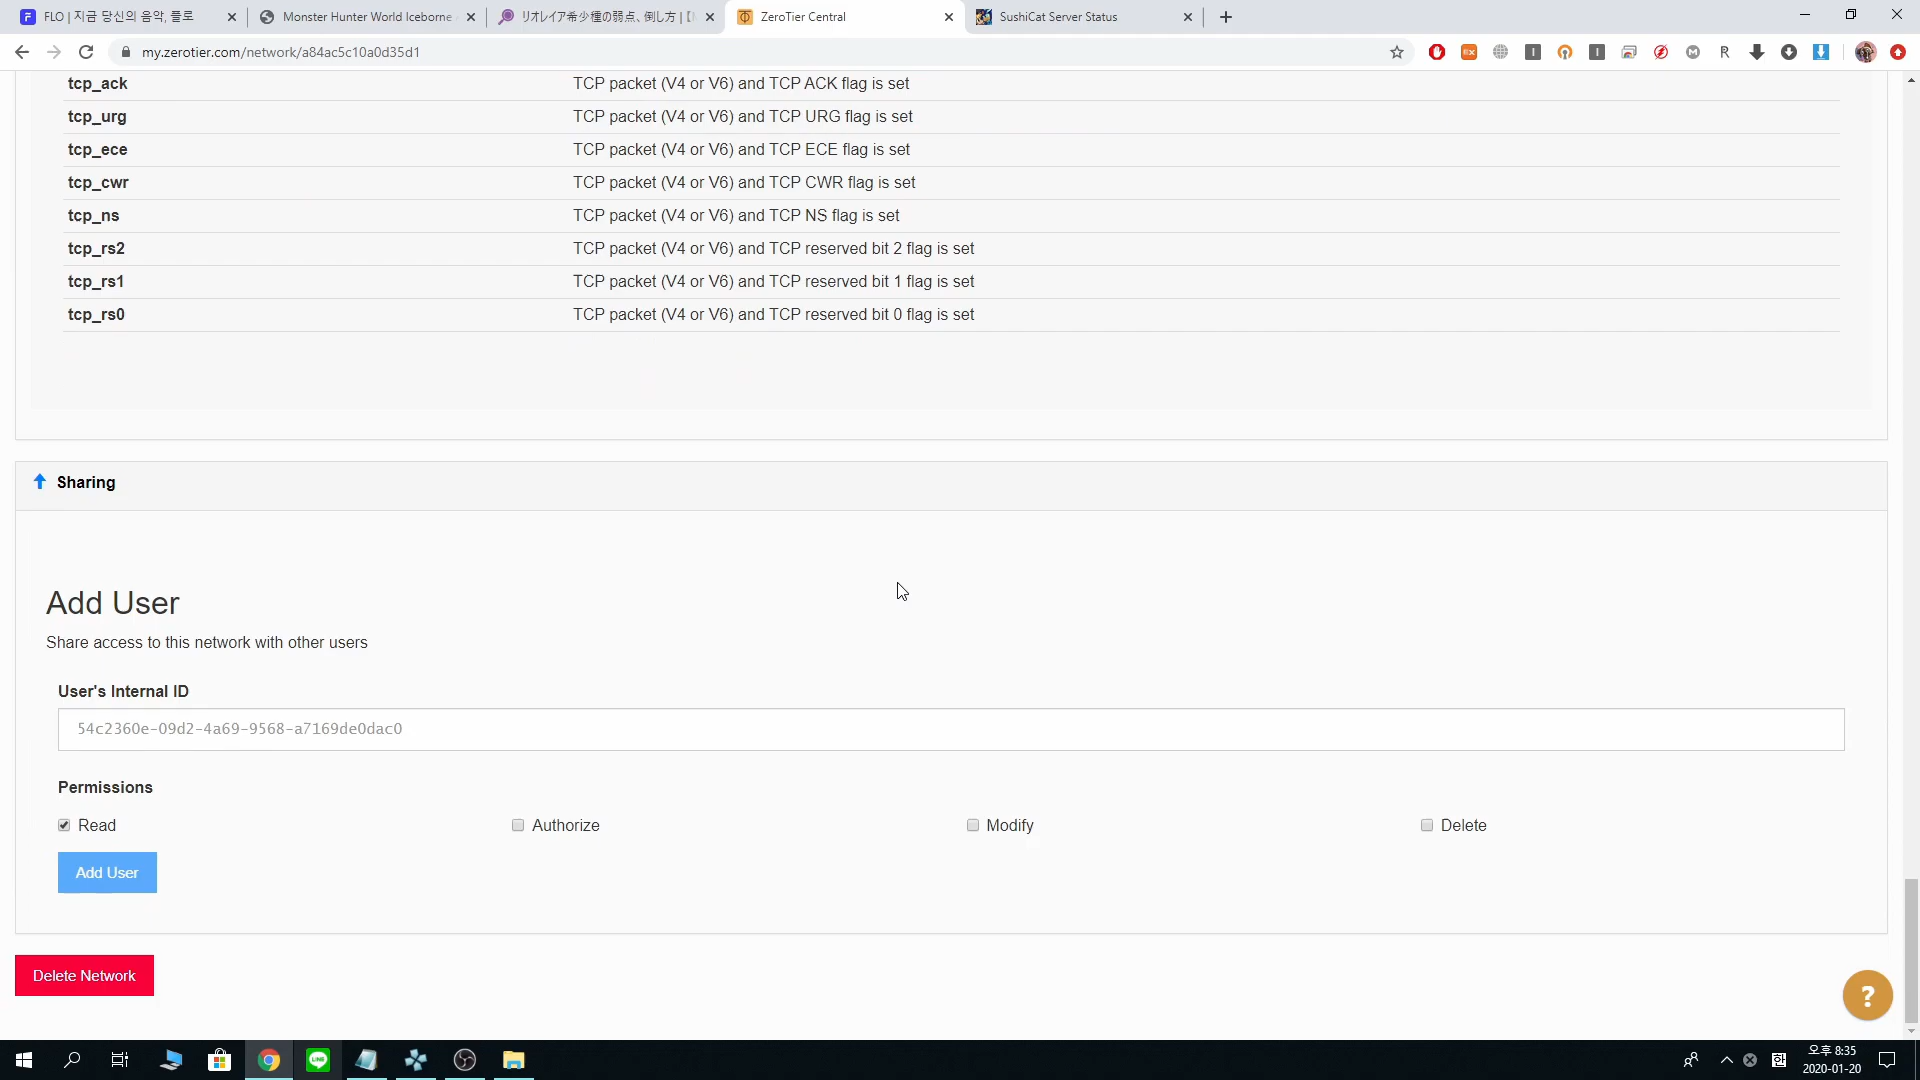 FLO | 지금 당신의 음악, 플로
Monster Hunter World Iceborne
リオレイア希少種の弱点、倒し方 | 【
ZeroTier Central
SushiCat Server Status
my.zerotier.com/network/a84ac5c10a0d35d1
tcp_ack TCP packet (V4 or V6) and TCP ACK flag is set
tcp_urg TCP packet (V4 or V6) and TCP URG flag is set
tcp_ece TCP packet (V4 or V6) and TCP ECE flag is set
tcp_cwr TCP packet (V4 or V6) and TCP CWR flag is set
tcp_ns TCP packet (V4 or V6) and TCP NS flag is set
tcp_rs2 TCP packet (V4 or V6) and TCP reserved bit 2 flag is set
tcp_rs1 TCP packet (V4 or V6) and TCP reserved bit 1 flag is set
tcp_rs0 TCP packet (V4 or V6) and TCP reserved bit 0 flag is set
Sharing
Add User
Share access to this network with other users
User's Internal ID
54c2360e-09d2-4a69-9568-a7169de0dac0
Permissions
Read Authorize Modify Delete
Add User
Delete Network
?
LINE
한
오후 8:35
2020-01-20